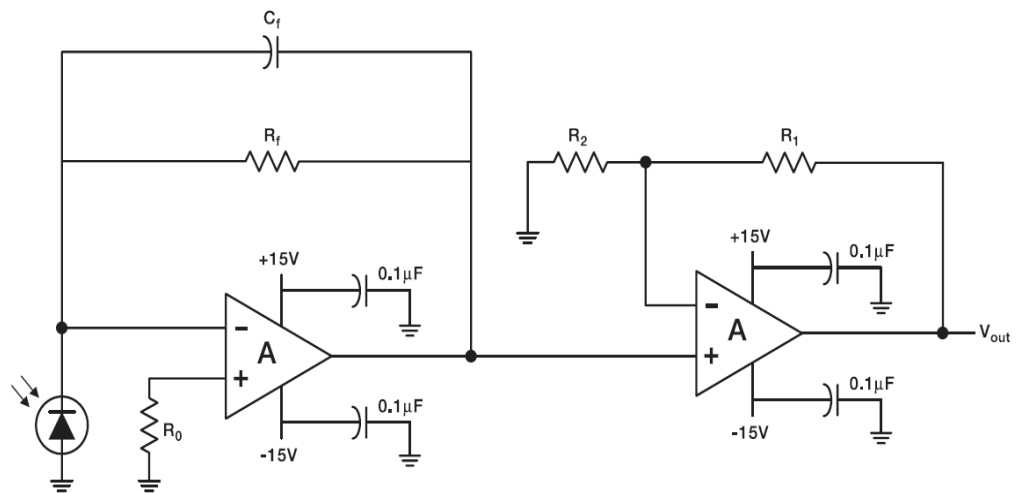 Cf
Rf
R2
R1
+15V
0.1μF
-
A
+
R0
0.1μF
-15V
+15V
0.1μF
-
A
+
Vout
0.1μF
-15V